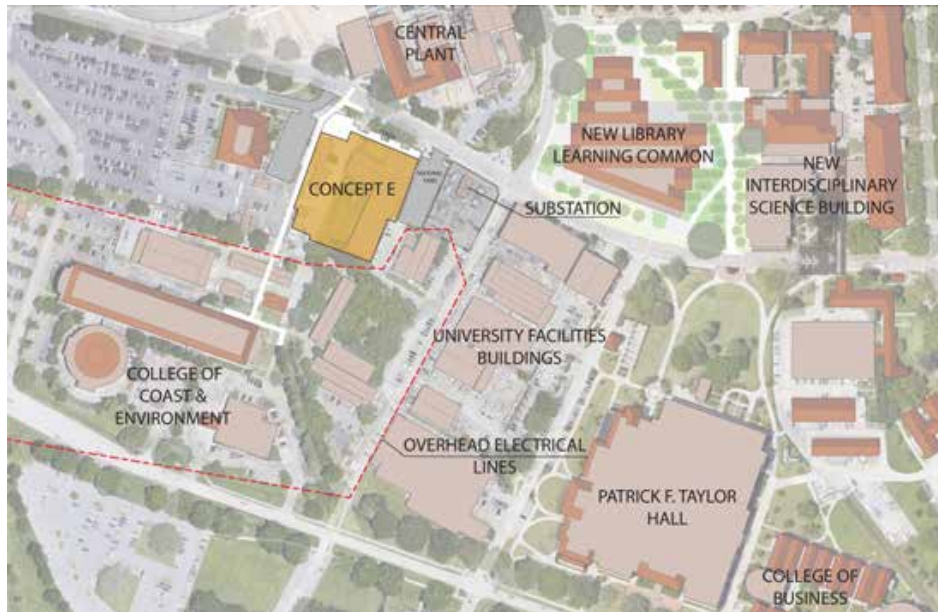 CENTRAL
PLANT
NEW LIBRARY
LEARNING COMMON
NEW
INTERDISCIPLINARY
SCIENCE BUILDING
CONCEPT E
SUBSTATION
UNIVERSITY FACILITIES
BUILDINGS
COLLEGE OF
COAST &
ENVIRONMENT
OVERHEAD ELECTRICAL
LINES
PATRICK F. TAYLOR
HALL
COLLEGE OF
BUSINESS